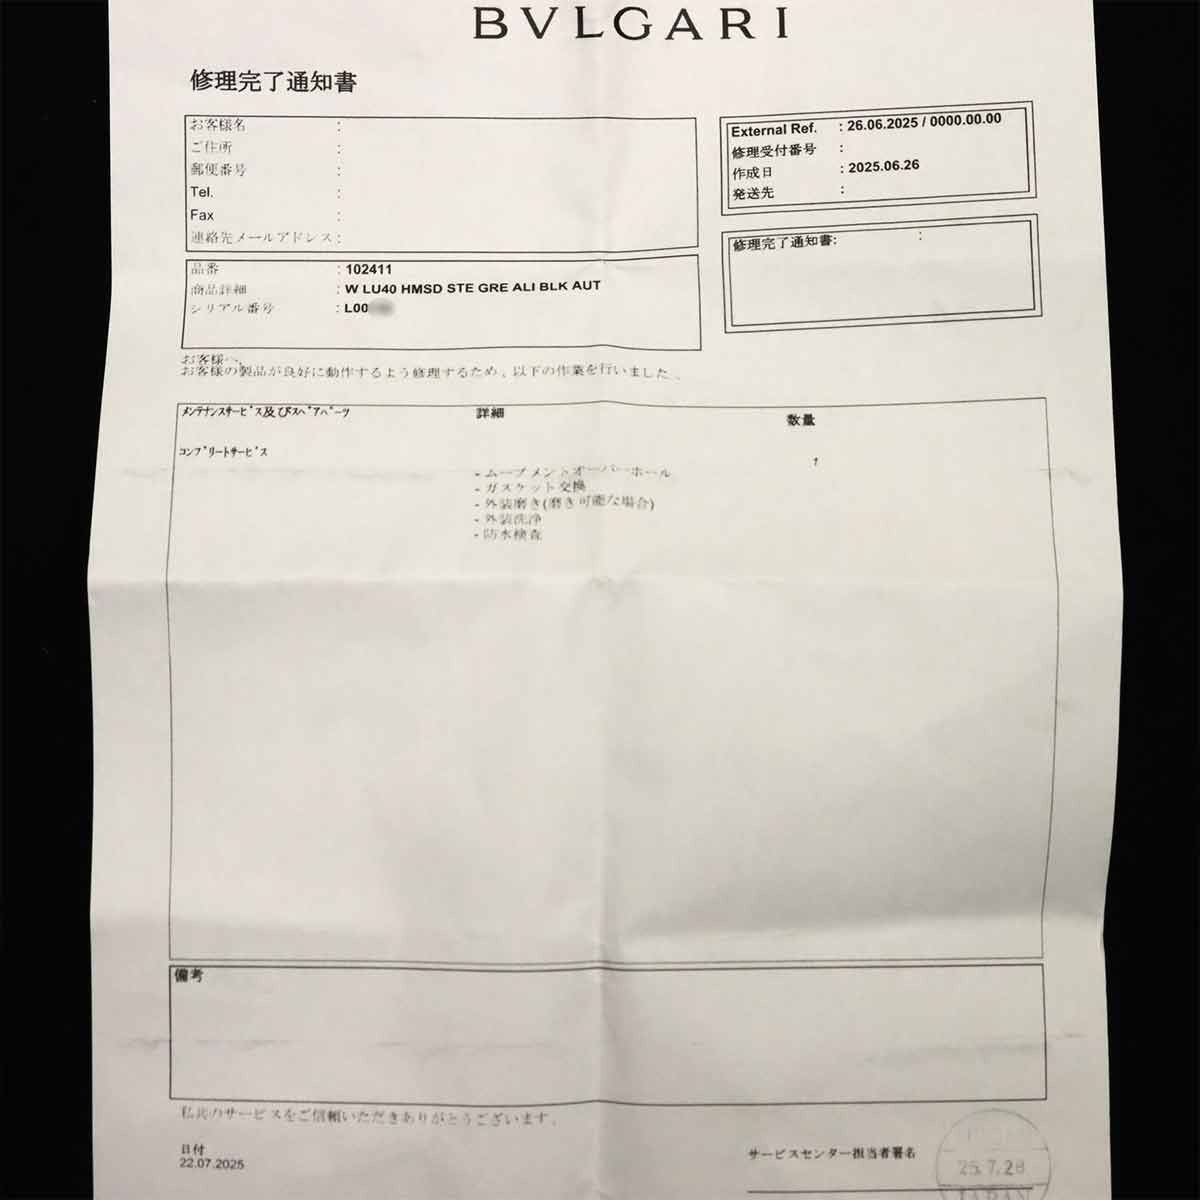 BVLGARI
修理完了通知書
お客様名 :
ご住所 :
郵便番号 :
Tel. :
Fax :
連絡先メールアドレス :
External Ref. : 26.06.2025 / 0000.00.00
修理受付番号 :
作成日 : 2025.06.26
発送先 :
修理完了通知書: :
品番 : 102411
商品詳細 : W LU40 HMSD STE GRE ALI BLK AUT
シリアル番号 : L00
お客様へ、
お客様の製品が良好に動作するよう修理するため、以下の作業を行いました 、
ﾒﾝﾃﾅﾝｽｻｰﾋﾞｽ及びｽﾍﾟｱﾊﾟｰﾂ 詳細 数量
ｺﾝﾌﾟﾘｰﾄｻｰﾋﾞｽ 1
- ムーブメントオーバーホール
- ガスケット交換
- 外装磨き(磨き可能な場合)
- 外装洗浄
- 防水検査
備考
私共のサービスをご信頼いただきありがとうございます.
日付
22.07.2025
サービスセンター担当者署名
25.7.28